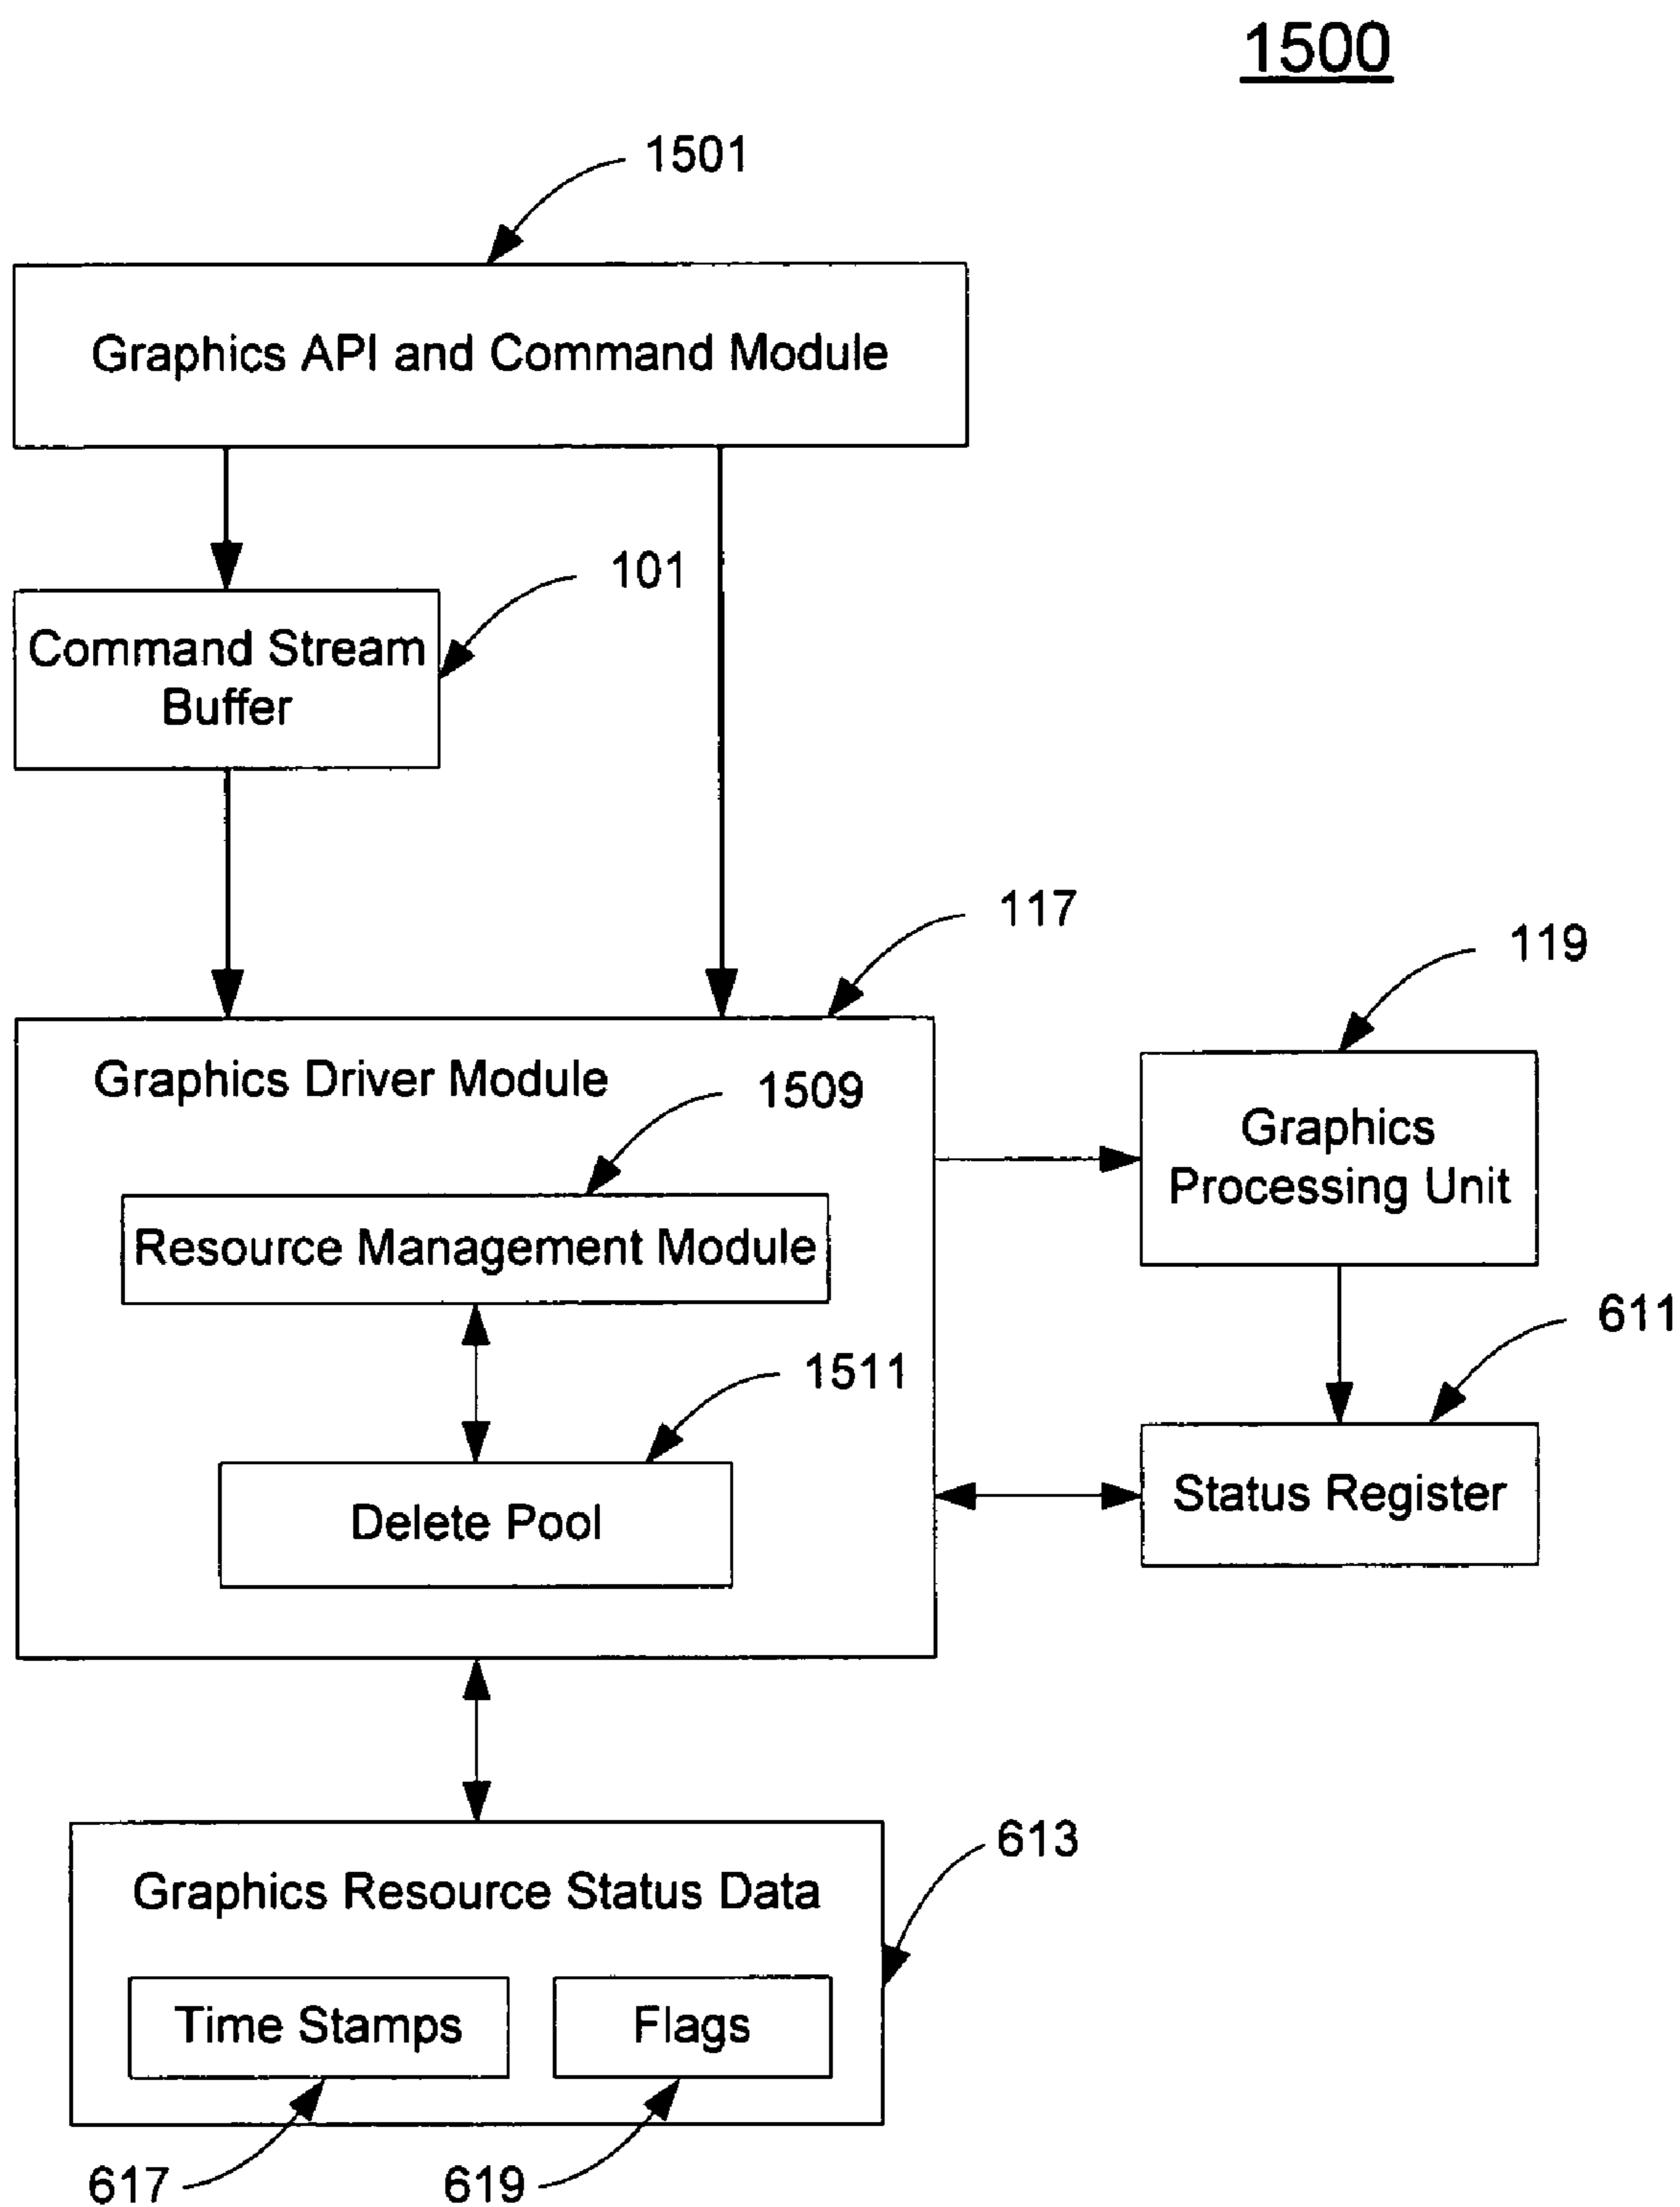 1500
1501
Graphics API and Command Module
101
Command Stream
Buffer
117
119
Graphics Driver Module
1509
Graphics
Processing Unit
Resource Management Module
611
1511
Status Register
Delete Pool
613
Graphics Resource Status Data
Time Stamps
Flags
617
619